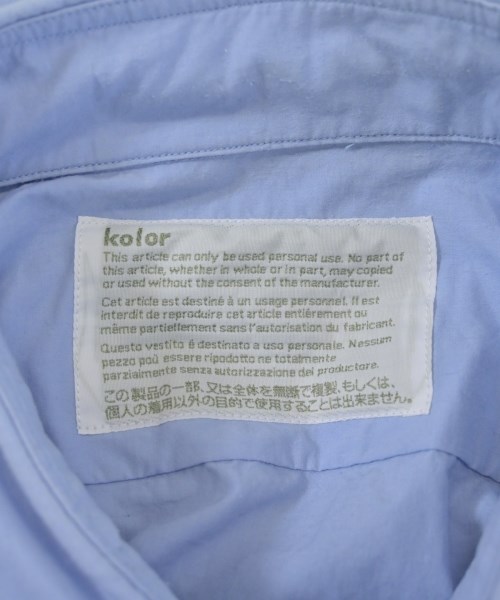 kolor
This article can only be used personal use. No part of
this article, whether in whole or in part, may copied
or used without the consent of the manufacturer.
Cet article est destiné à un usage personnel. Il est
interdit de reproduire cet article entiérement ou
même partiellement sans l'autorisation du fabricant.
Questo vestito é destinato a uso personale. Nessum
pezzo poü essere ripodotto ne totalmente
parzialmente senza autorizzazione del productore.
この製品の一部、又は全体を無断で複製、もしくは、
個人の着用以外の目的で使用することは出来ません。